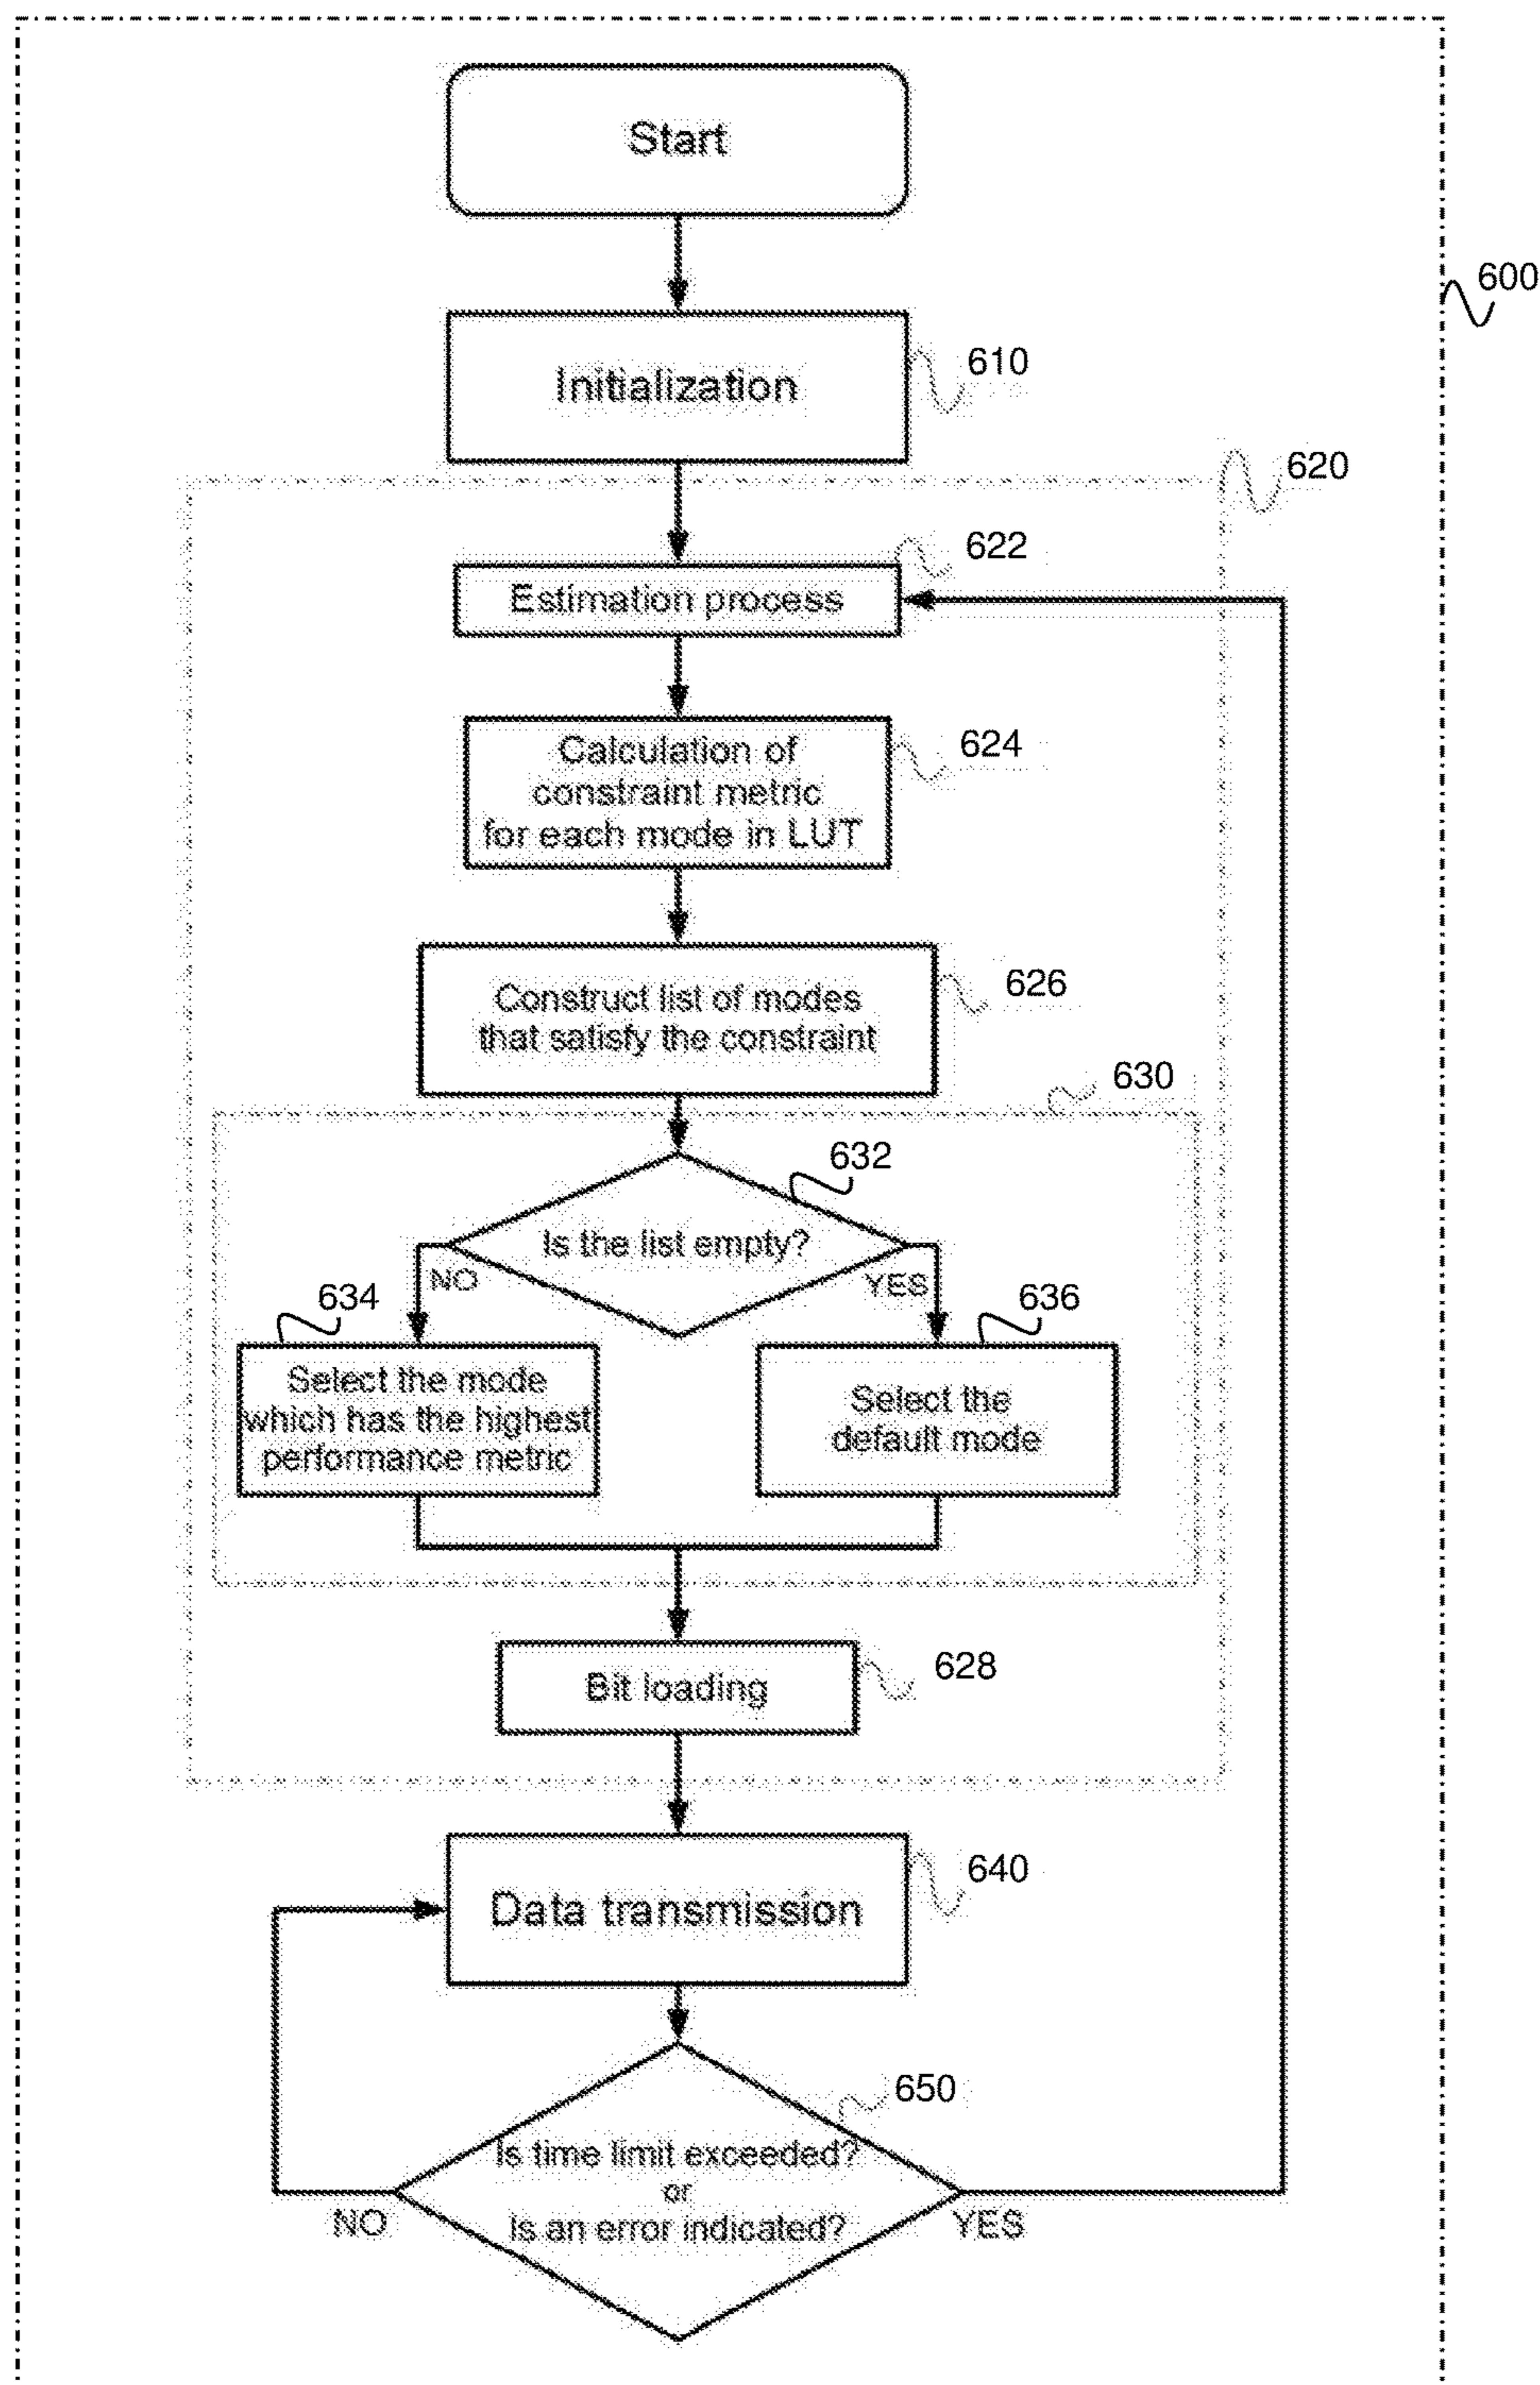 Start
600
Initialization
610
620
622
Estimation process
624
Calculation of
constraint metric
for each mode in LUT
626
Construct list of modes
that satisfy the constraint
630
632
Is the list empty?
NO
YES
634
636
Select the mode
which has the highest
performance metric
Select the
default mode
Bit loading
628
640
Data transmission
650
Is time limit exceeded?
or
Is an error indicated?
NO
YES